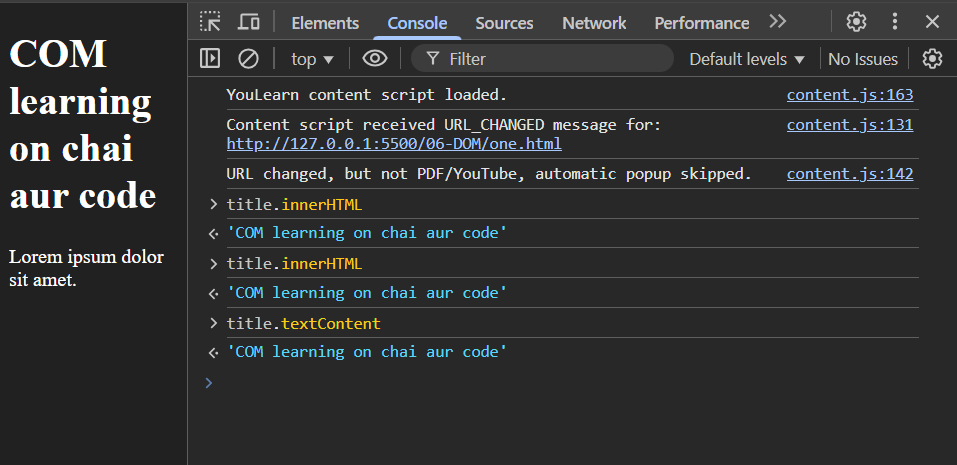 COM
learning
on chai
aur code
Lorem ipsum dolor
sit amet.
Elements Console Sources Network Performance
top Filter Default levels No Issues
YouLearn content script loaded. content.js:163
Content script received URL_CHANGED message for: content.js:131
http://127.0.0.1:5500/06-DOM/one.html
URL changed, but not PDF/YouTube, automatic popup skipped. content.js:142
title.innerHTML
'COM learning on chai aur code'
title.innerHTML
'COM learning on chai aur code'
title.textContent
'COM learning on chai aur code'